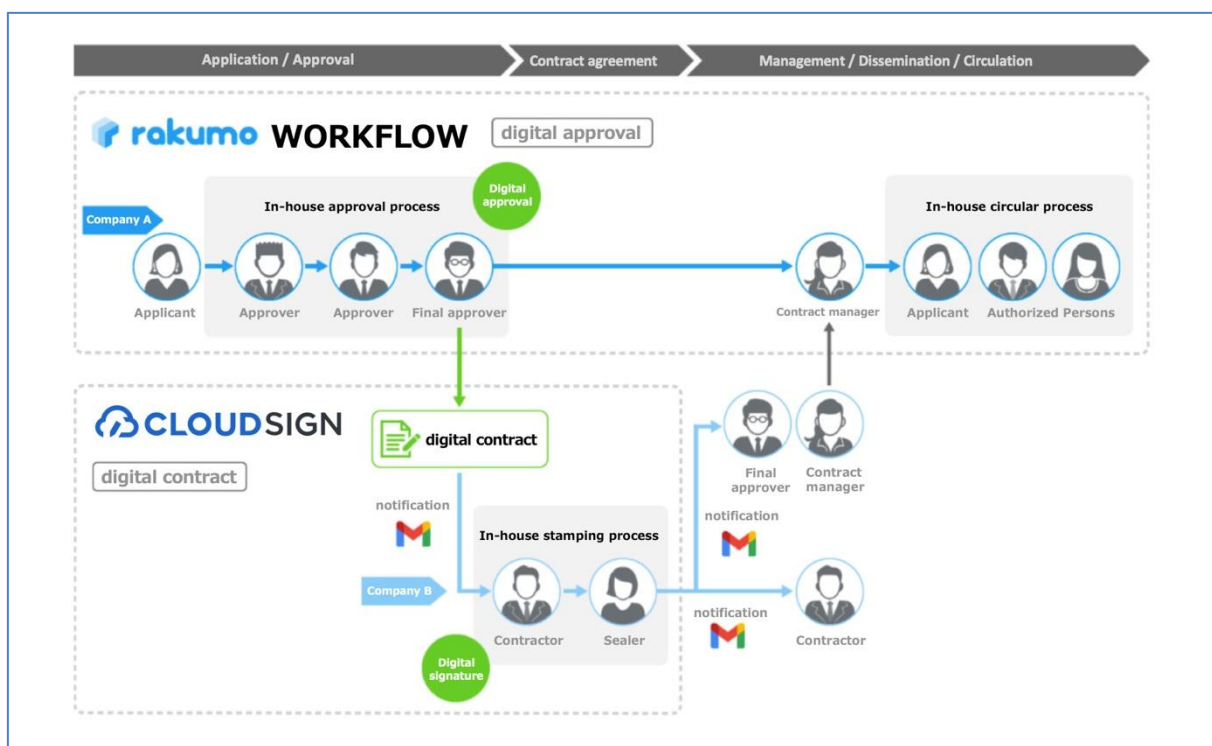 Application / Approval
Contract agreement
Management / Dissemination / Circulation
rakumo WORKFLOW
digital approval
Digital
approval
Company A
In-house approval process
In-house circular process
Applicant
Approver
Approver
Final approver
Contract manager
Applicant
Authorized Persons
CLOUDSIGN
digital contract
digital contract
notification
In-house stamping process
Company B
Contractor
Sealer
Digital
signature
Final
approver
Contract
manager
notification
notification
Contractor